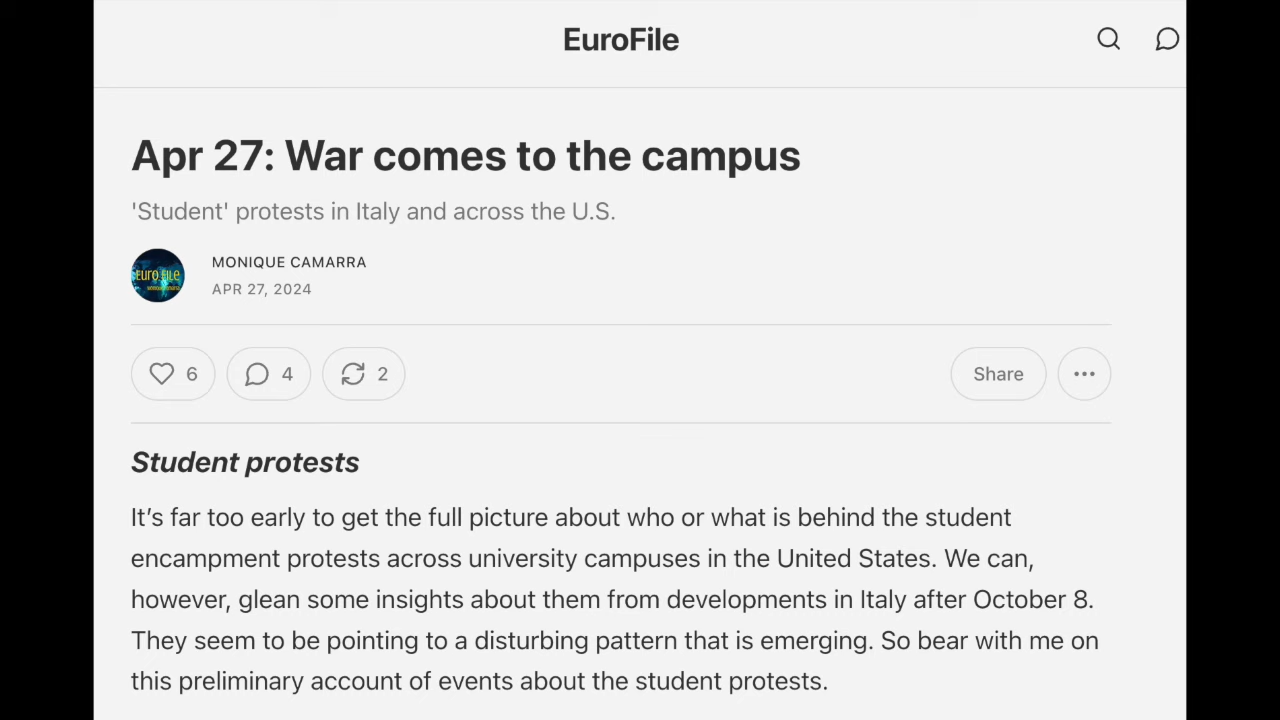 EuroFile
Apr 27: War comes to the campus
'Student' protests in Italy and across the U.S.
EURO FILE
MONIQUE CAMARRA
APR 27, 2024
6
4
2
Share
Student protests
It’s far too early to get the full picture about who or what is behind the student
encampment protests across university campuses in the United States. We can,
however, glean some insights about them from developments in Italy after October 8.
They seem to be pointing to a disturbing pattern that is emerging. So bear with me on
this preliminary account of events about the student protests.